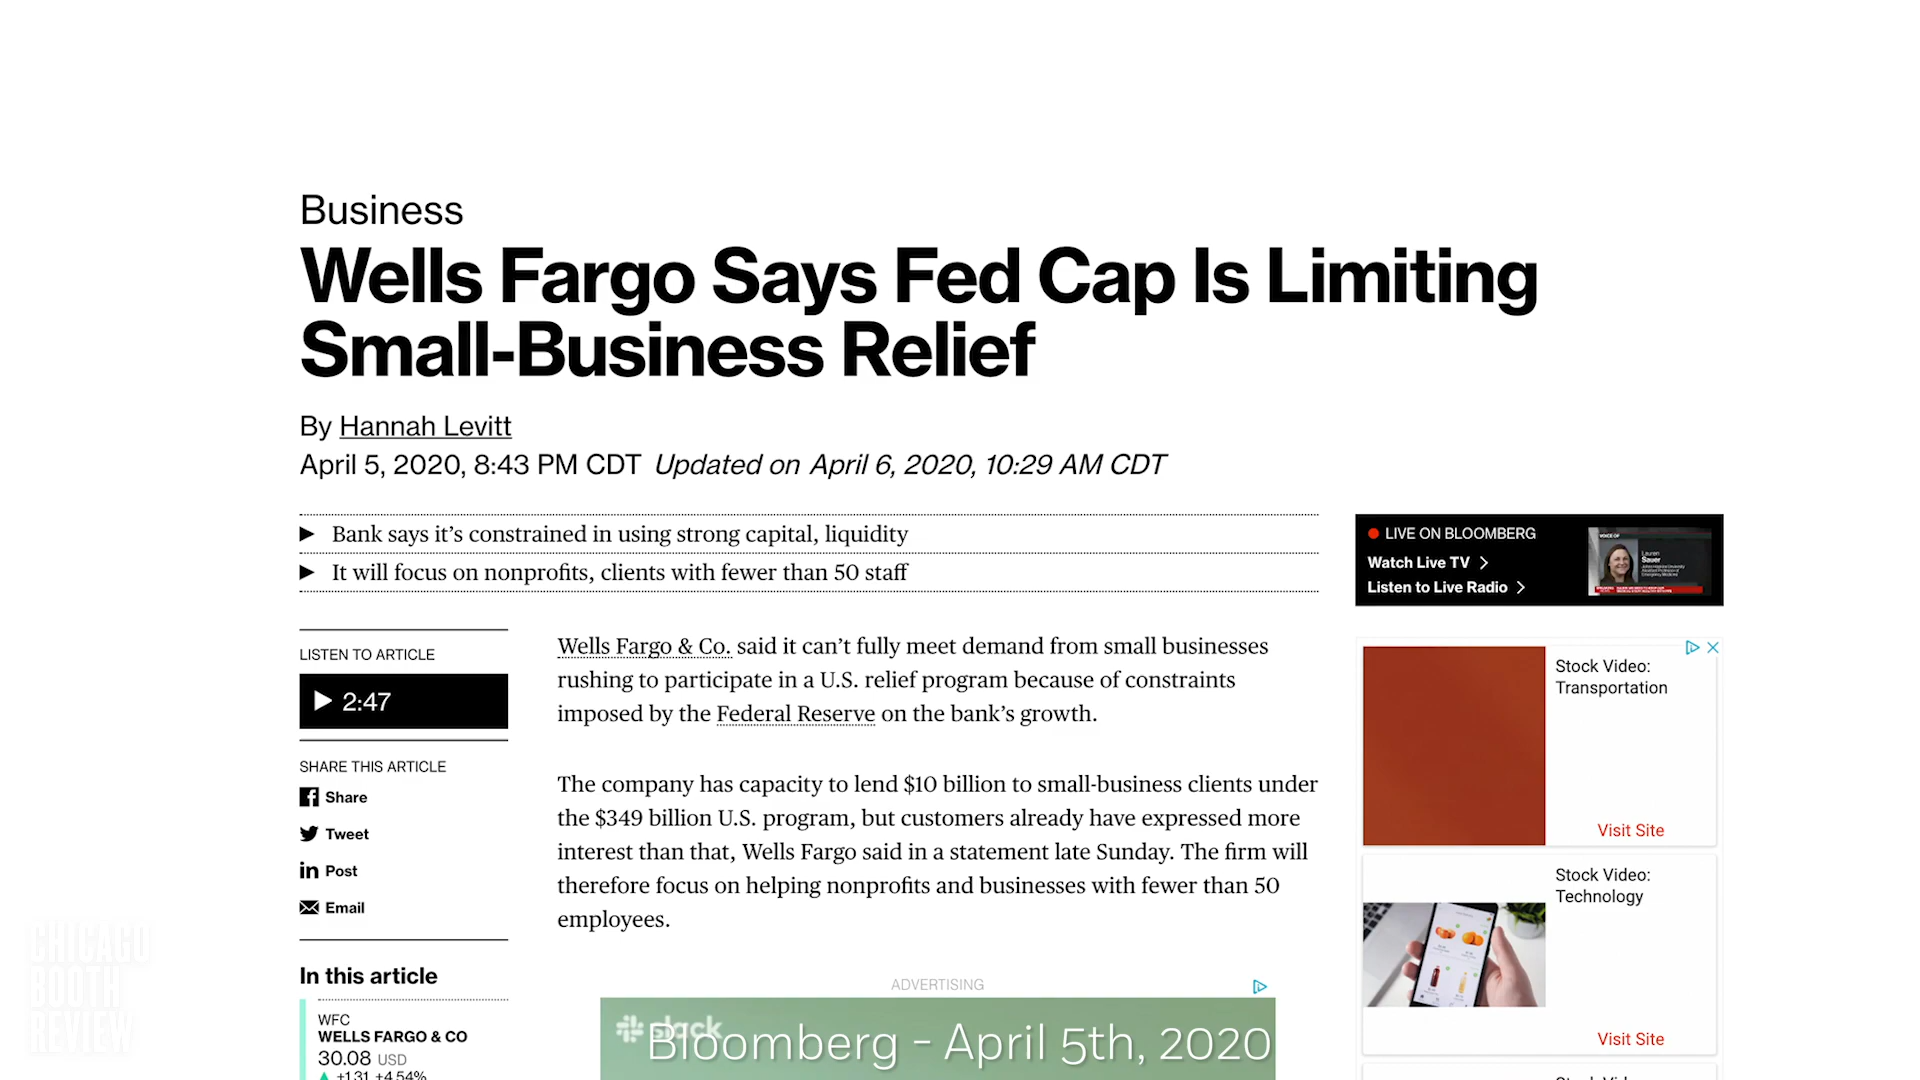 Business
Wells Fargo Says Fed Cap Is Limiting
Small-Business Relief
By Hannah Levitt
April 5, 2020, 8:43 PM CDT Updated on April 6, 2020, 10:29 AM CDT
► Bank says it’s constrained in using strong capital, liquidity
► It will focus on nonprofits, clients with fewer than 50 staff
LIVE ON BLOOMBERG
Watch Live TV >
Listen to Live Radio >
VOICE OF
Lauren
Sauer
LISTEN TO ARTICLE
2:47
SHARE THIS ARTICLE
Share
Tweet
Post
Email
In this article
WFC
WELLS FARGO & CO
30.08 USD
▲ +1.31 +4.54%
Wells Fargo & Co. said it can’t fully meet demand from small businesses
rushing to participate in a U.S. relief program because of constraints
imposed by the Federal Reserve on the bank’s growth.
The company has capacity to lend $10 billion to small-business clients under
the $349 billion U.S. program, but customers already have expressed more
interest than that, Wells Fargo said in a statement late Sunday. The firm will
therefore focus on helping nonprofits and businesses with fewer than 50
employees.
ADVERTISING
slack
Bloomberg - April 5th, 2020
Stock Video:
Transportation
Visit Site
Stock Video:
Technology
Visit Site
CHICAGO
BOOTH
REVIEW